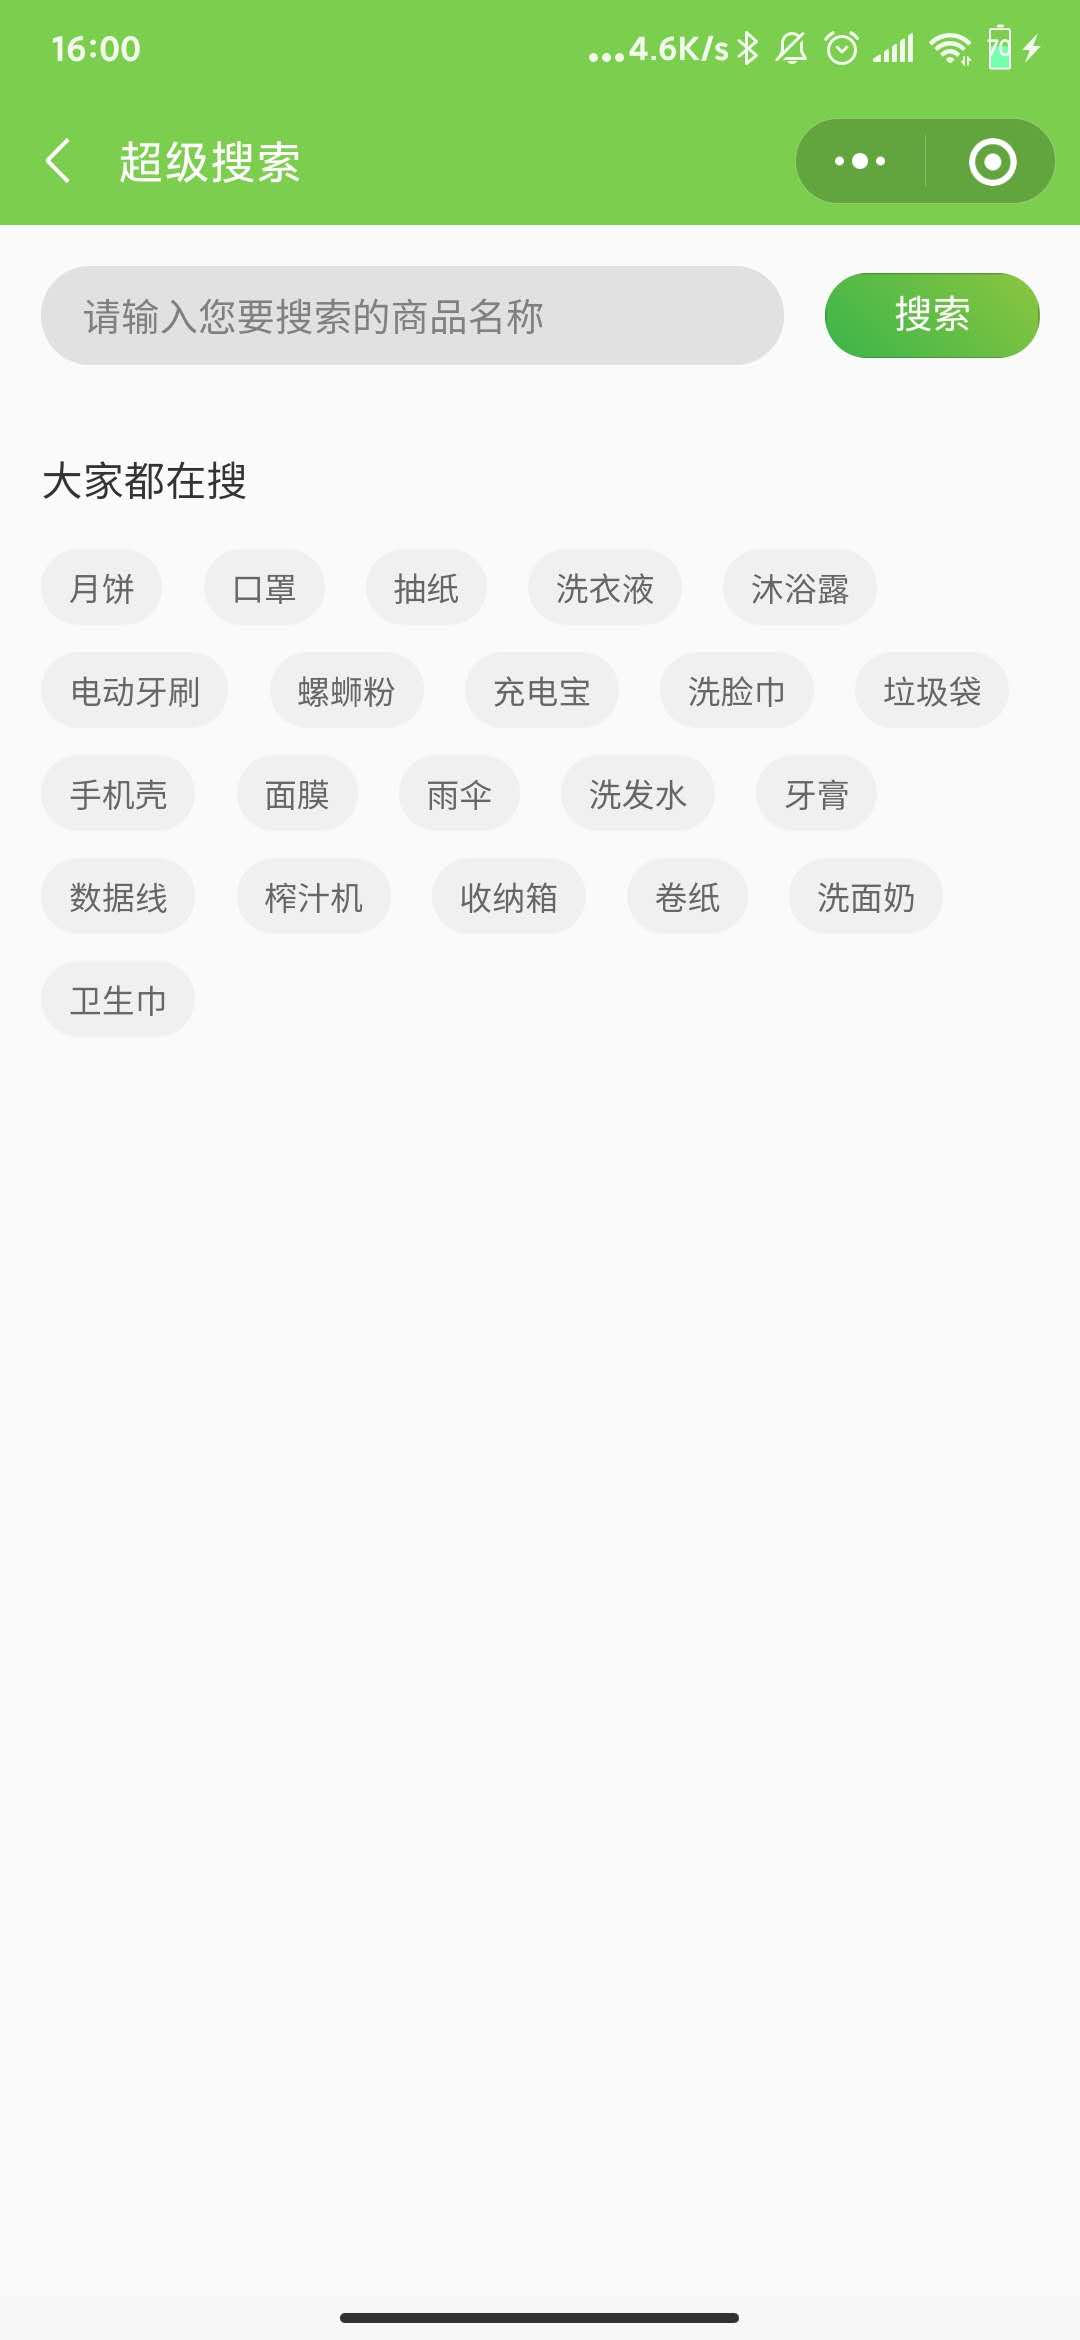 16:00 ...4.6K/s 70
超级搜索
请输入您要搜索的商品名称 搜索
大家都在搜
月饼 口罩 抽纸 洗衣液 沐浴露
电动牙刷 螺蛳粉 充电宝 洗脸巾 垃圾袋
手机壳 面膜 雨伞 洗发水 牙膏
数据线 榨汁机 收纳箱 卷纸 洗面奶
卫生巾